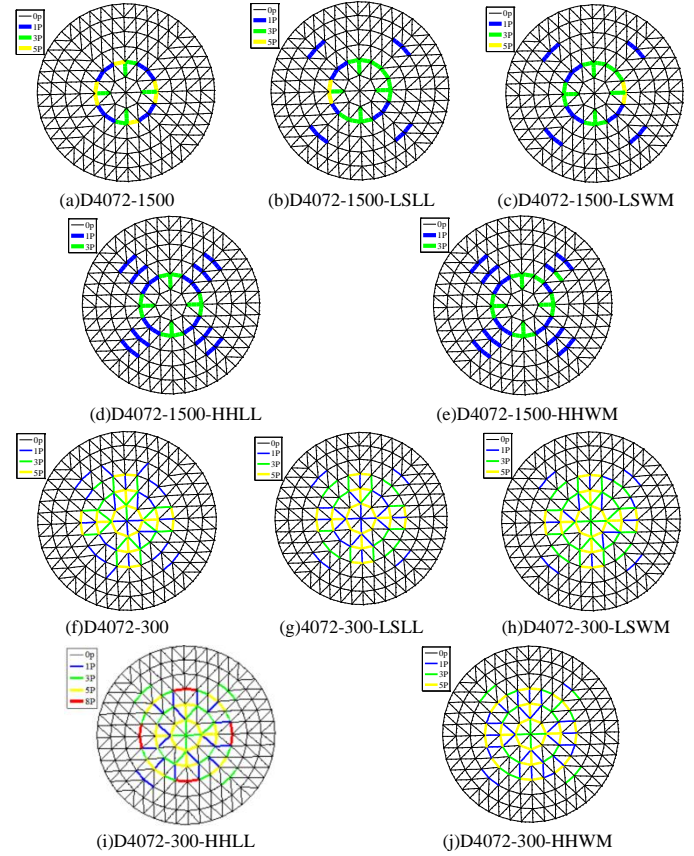 0p
1P
3P
5P
0p
1P
3P
5P
0p
1P
3P
5P
(a)D4072-1500
(b)D4072-1500-LSLL
(c)D4072-1500-LSWM
0p
1P
3P
0p
1P
3P
(d)D4072-1500-HHLL
(e)D4072-1500-HHWM
0p
1P
3P
5P
0p
1P
3P
5P
0p
1P
3P
5P
(f)D4072-300
(g)4072-300-LSLL
(h)D4072-300-LSWM
0p
1P
3P
5P
8P
0p
1P
3P
5P
(i)D4072-300-HHLL
(j)D4072-300-HHWM